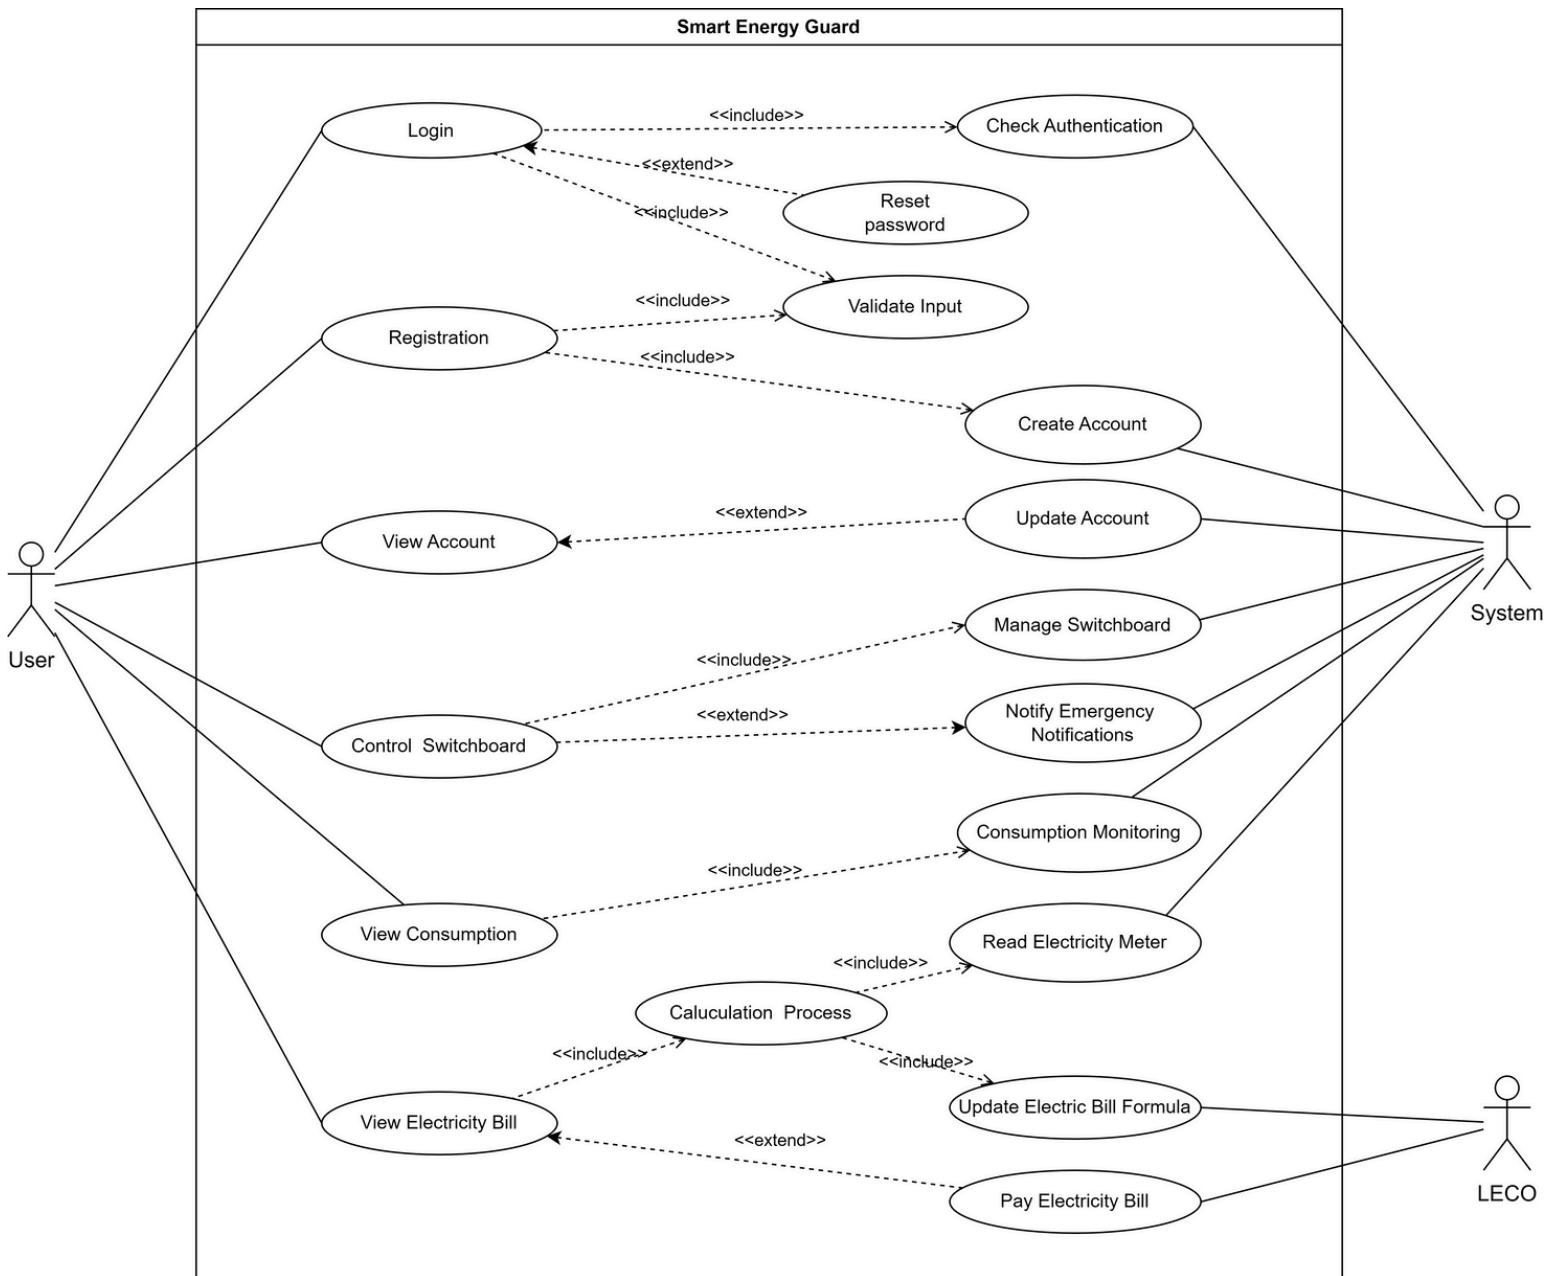 Smart Energy Guard
Login
<<include>>
Check Authentication
<<extend>>
Reset
password
<<include>>
Validate Input
Registration
<<include>>
<<include>>
Create Account
View Account
<<extend>>
Update Account
User
System
Manage Switchboard
<<include>>
Control  Switchboard
<<extend>>
Notify Emergency
Notifications
Consumption Monitoring
<<include>>
View Consumption
Read Electricity Meter
<<include>>
Caluculation  Process
<<include>>
<<include>>
Update Electric Bill Formula
View Electricity Bill
<<extend>>
Pay Electricity Bill
LECO